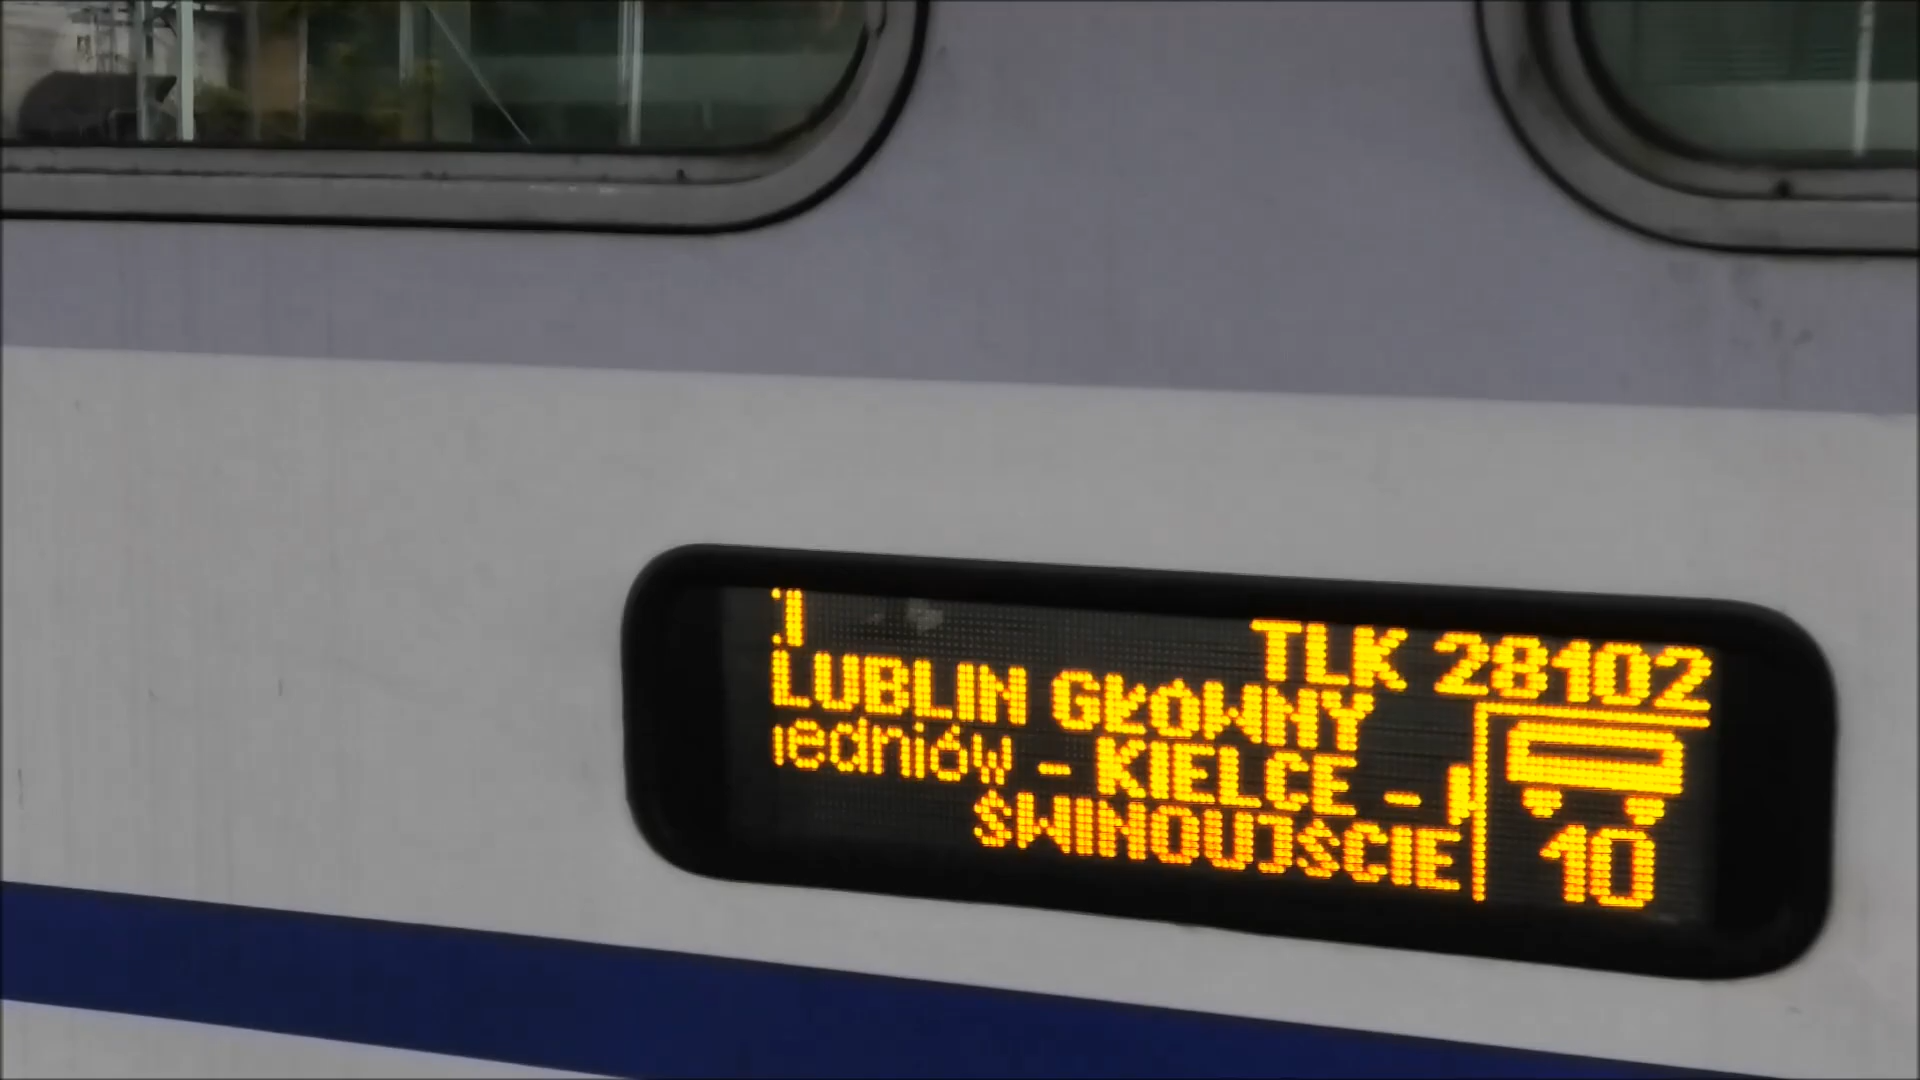 TLK 28102
LUBLIN GŁÓWNY
iedniów - KIELCE -
ŚWINOUJŚCIE
10